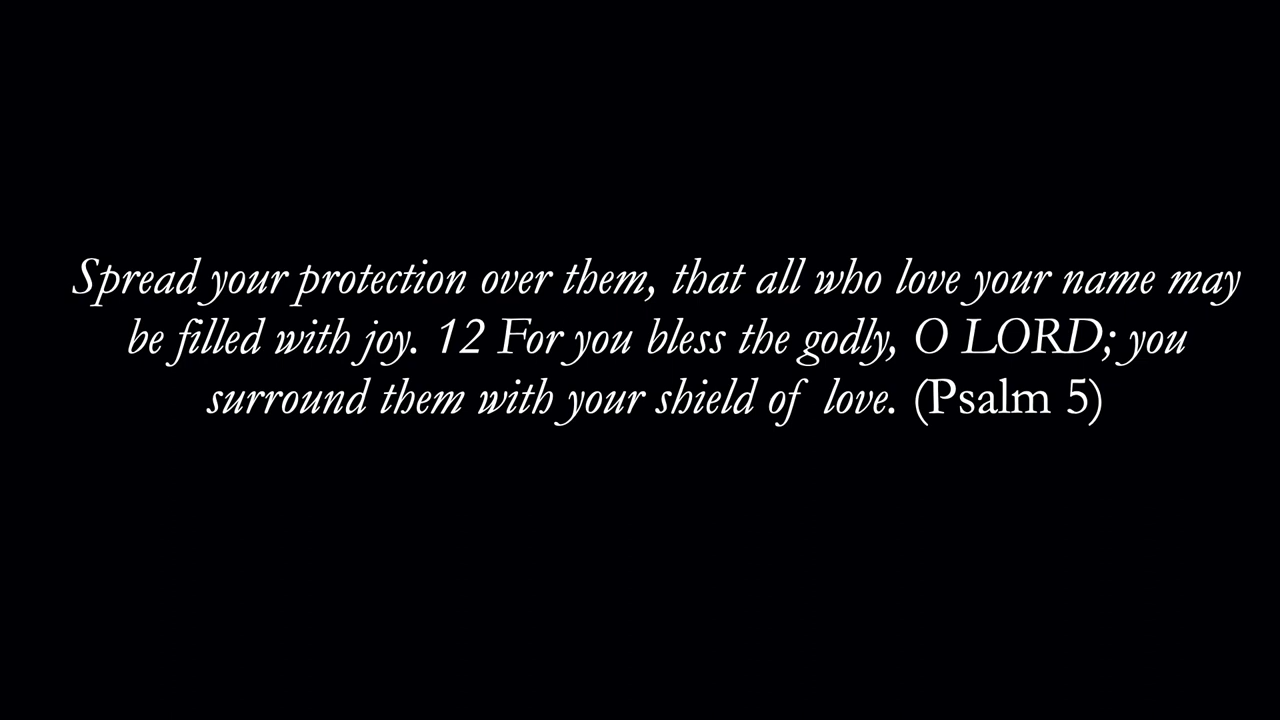 Spread your protection over them, that all who love your name may
be filled with joy. 12 For you bless the godly, O LORD; you
surround them with your shield of love. (Psalm 5)